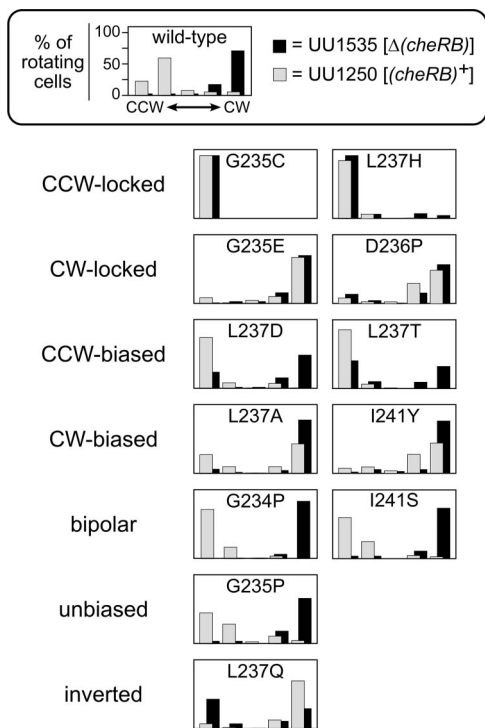 % of
rotating
cells
100
50
0
wild-type
CCW CW
= UU1535 [Δ(cheRB)]
= UU1250 [(cheRB)+]
CCW-locked
G235C
L237H
CW-locked
G235E
D236P
CCW-biased
L237D
L237T
CW-biased
L237A
I241Y
bipolar
G234P
I241S
unbiased
G235P
inverted
L237Q